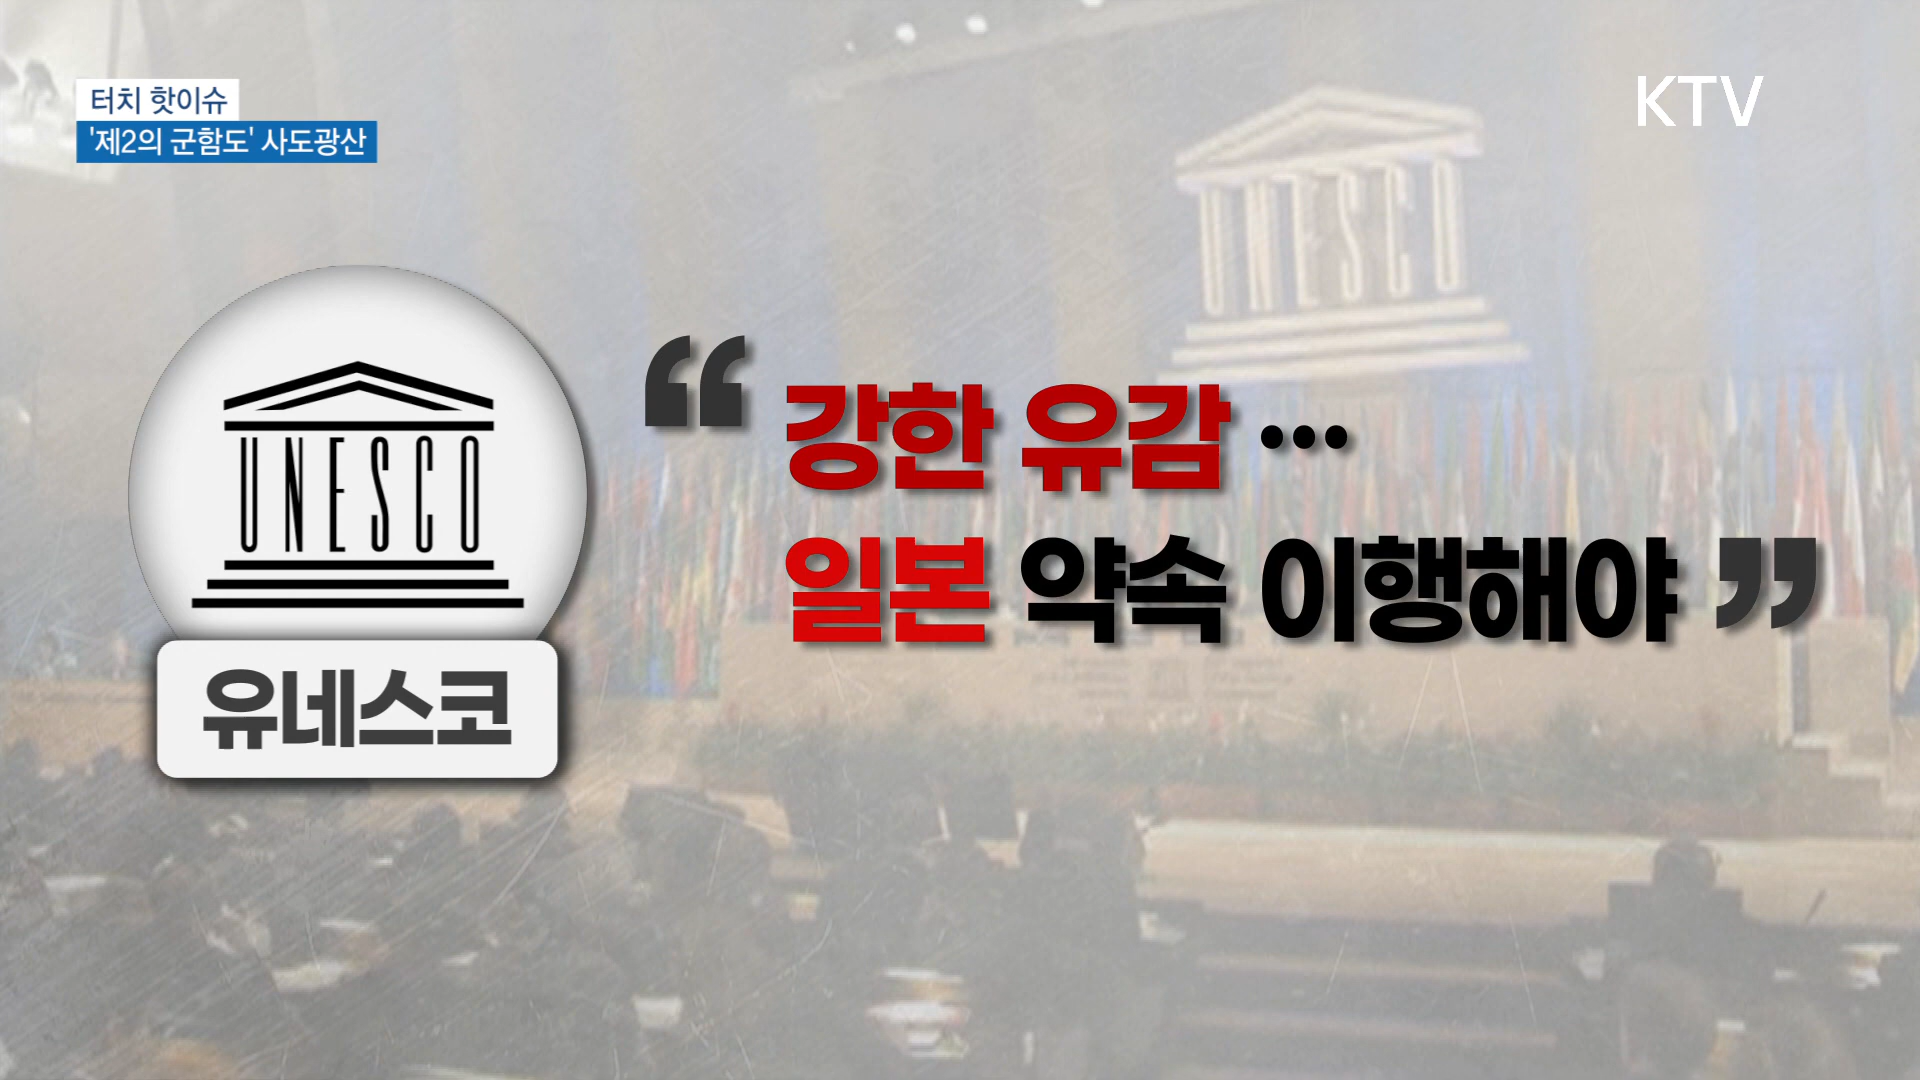 터치 핫이슈
'제2의 군함도' 사도광산
KTV
UNESCO
“강한 유감…
일본 약속 이행해야”
UNESCO
유네스코